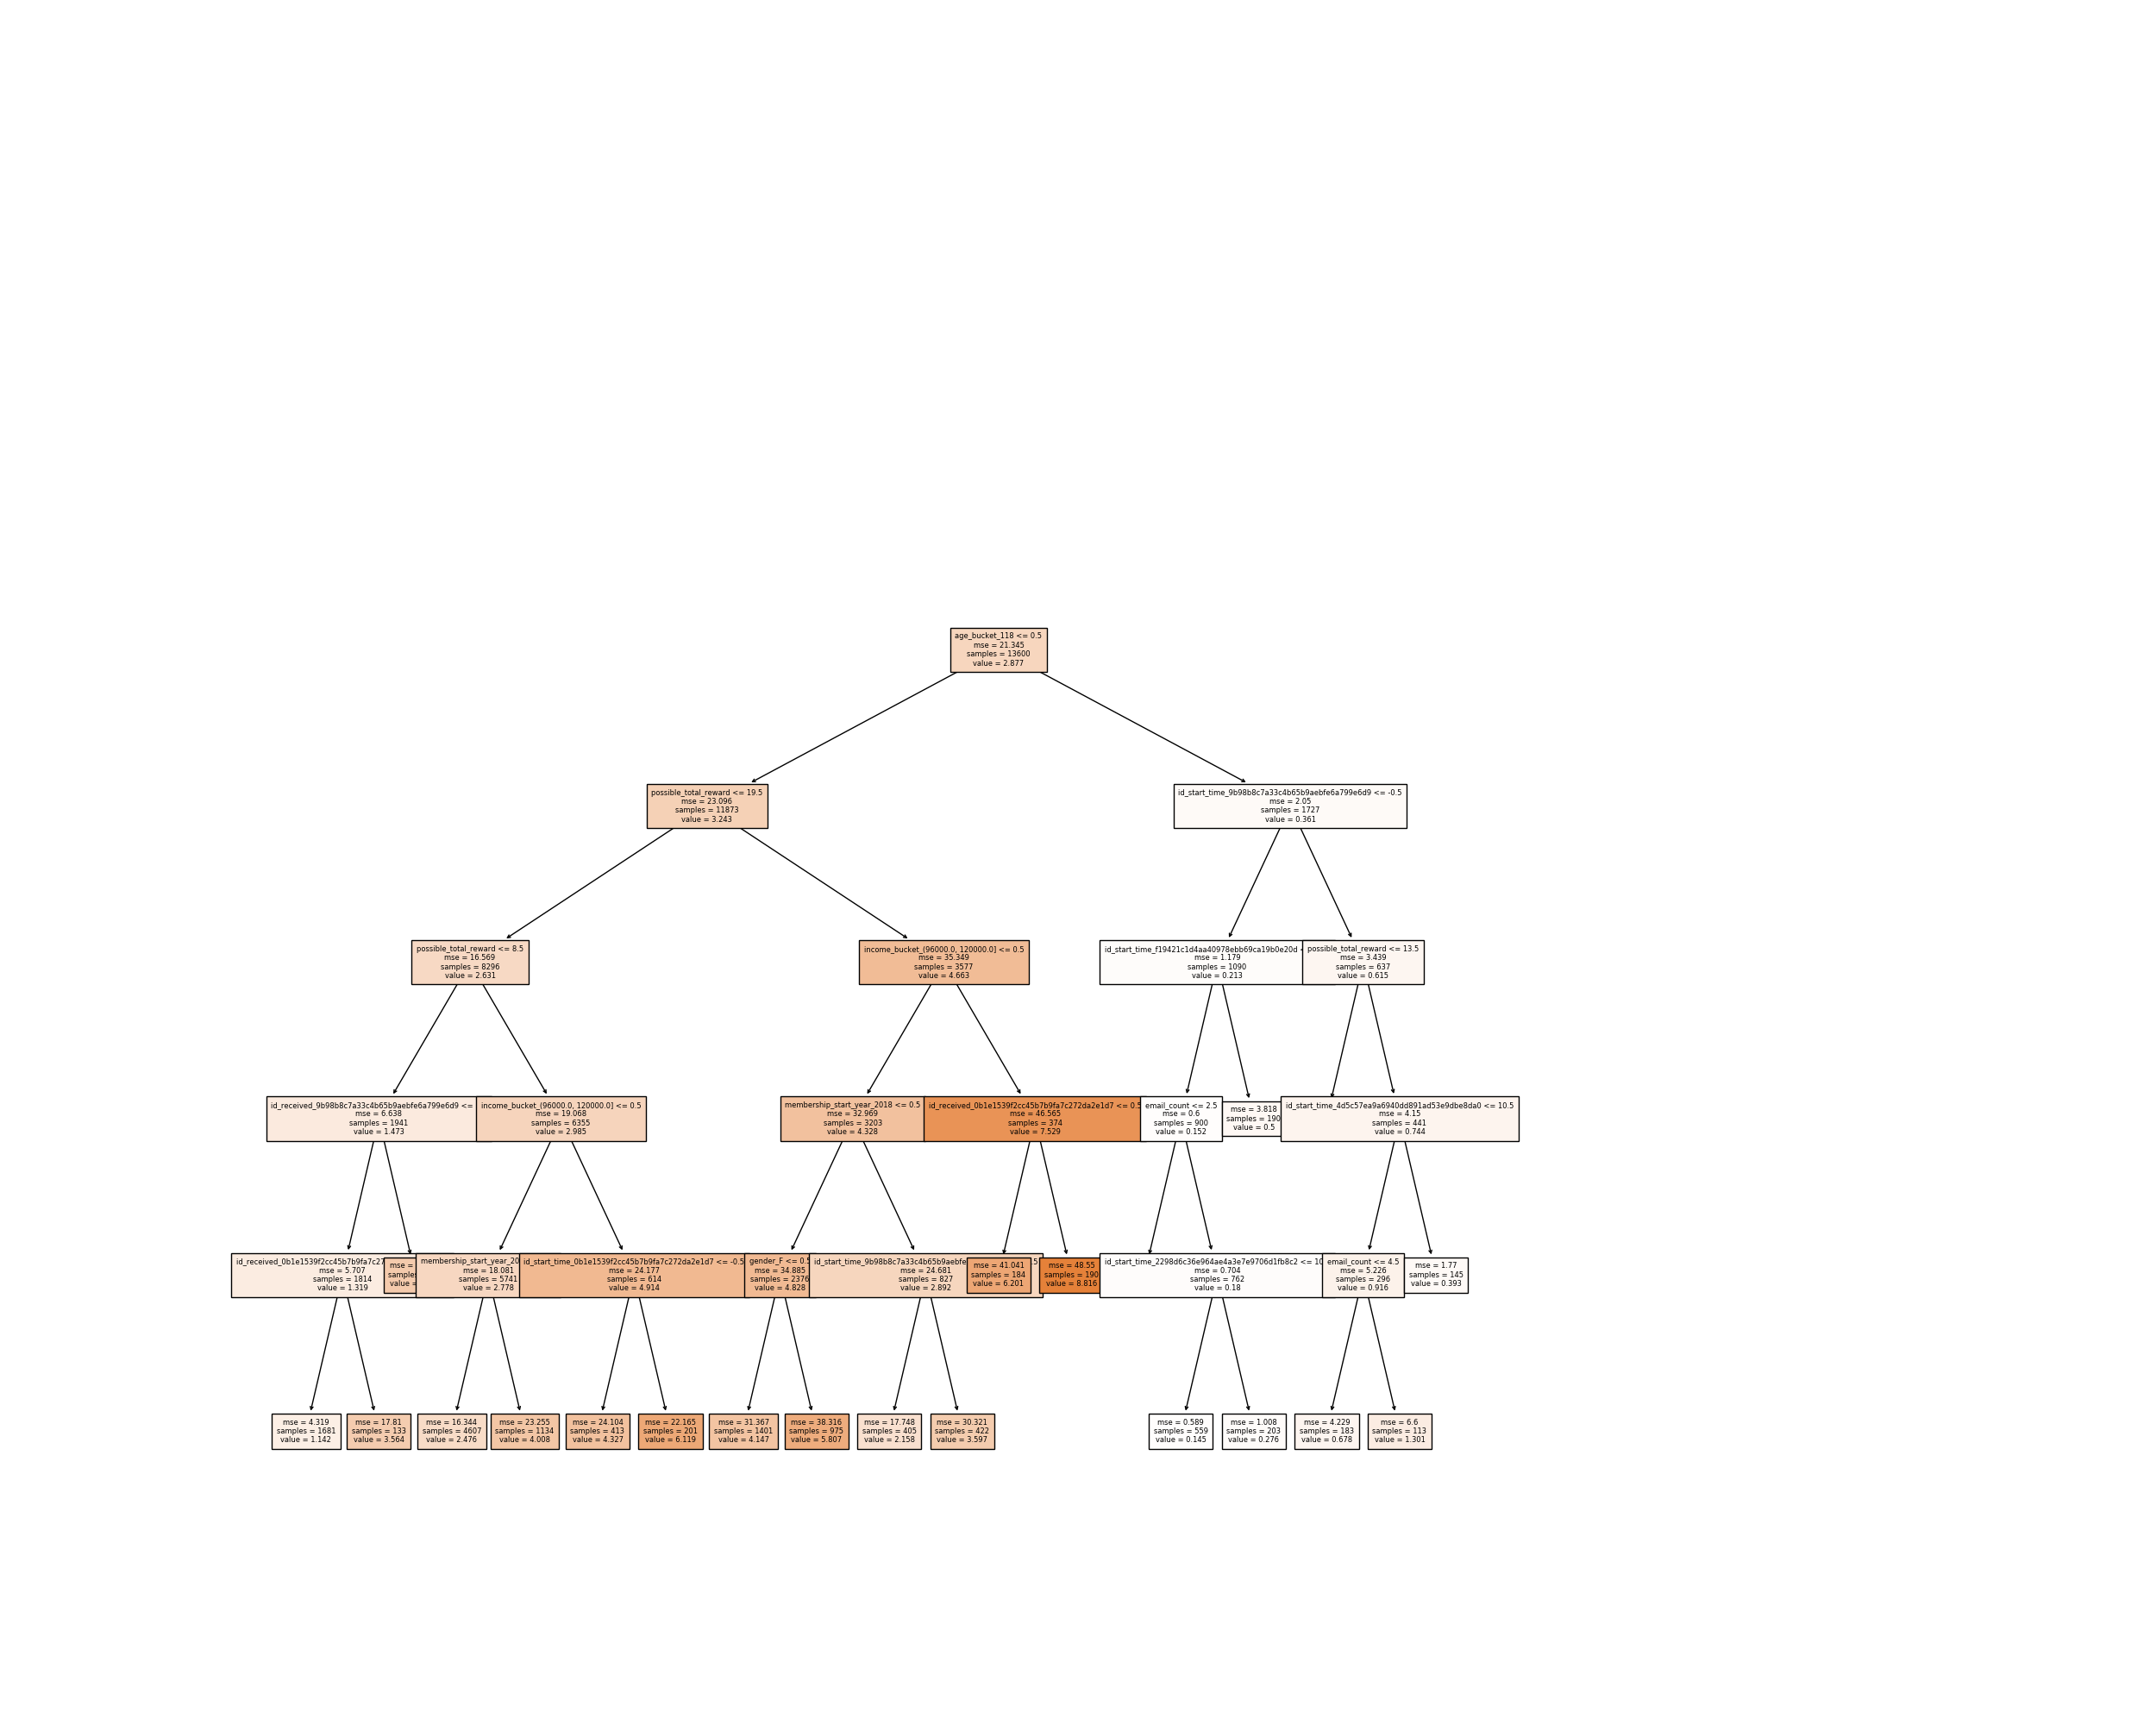 age_bucket_118 <= 0.5
mse = 21.345
samples = 13600
value = 2.877
possible_total_reward <= 19.5
mse = 23.096
samples = 11873
value = 3.243
id_start_time_9b98b8c7a33c4b65b9aebfe6a799e6d9 <= -0.5
mse = 2.05
samples = 1727
value = 0.361
possible_total_reward <= 8.5
mse = 16.569
samples = 8296
value = 2.631
income_bucket_(96000.0, 120000.0] <= 0.5
mse = 35.349
samples = 3577
value = 4.663
id_start_time_f19421c1d4aa40978ebb69ca19b0e20d
mse = 1.179
samples = 1090
value = 0.213
possible_total_reward <= 13.5
mse = 3.439
samples = 637
value = 0.615
id_received_9b98b8c7a33c4b65b9aebfe6a799e6d9 <=
mse = 6.638
samples = 1941
value = 1.473
income_bucket_(96000.0, 120000.0] <= 0.5
mse = 19.068
samples = 6355
value = 2.985
membership_start_year_2018 <= 0.5
mse = 32.969
samples = 3203
value = 4.328
id_received_0b1e1539f2cc45b7b9fa7c272da2e1d7 <= 0.5
mse = 46.565
samples = 374
value = 7.529
email_count <= 2.5
mse = 0.6
samples = 900
value = 0.152
mse = 3.818
samples = 190
value = 0.5
id_start_time_4d5c57ea9a6940dd891ad53e9dbe8da0 <= 10.5
mse = 4.15
samples = 441
value = 0.744
id_received_0b1e1539f2cc45b7b9fa7c27
mse = 5.707
samples = 1814
value = 1.319
mse =
samples
value =
membership_start_year_20
mse = 18.081
samples = 5741
value = 2.778
id_start_time_0b1e1539f2cc45b7b9fa7c272da2e1d7 <= -0.5
mse = 24.177
samples = 614
value = 4.914
gender_F <= 0.5
mse = 34.885
samples = 2376
value = 4.828
id_start_time_9b98b8c7a33c4b65b9aebfe
mse = 24.681
samples = 827
value = 2.892
mse = 41.041
samples = 184
value = 6.201
mse = 48.55
samples = 190
value = 8.816
id_start_time_2298d6c36e964ae4a3e7e9706d1fb8c2 <= 10
mse = 0.704
samples = 762
value = 0.18
email_count <= 4.5
mse = 5.226
samples = 296
value = 0.916
mse = 1.77
samples = 145
value = 0.393
mse = 4.319
samples = 1681
value = 1.142
mse = 17.81
samples = 133
value = 3.564
mse = 16.344
samples = 4607
value = 2.476
mse = 23.255
samples = 1134
value = 4.008
mse = 24.104
samples = 413
value = 4.327
mse = 22.165
samples = 201
value = 6.119
mse = 31.367
samples = 1401
value = 4.147
mse = 38.316
samples = 975
value = 5.807
mse = 17.748
samples = 405
value = 2.158
mse = 30.321
samples = 422
value = 3.597
mse = 0.589
samples = 559
value = 0.145
mse = 1.008
samples = 203
value = 0.276
mse = 4.229
samples = 183
value = 0.678
mse = 6.6
samples = 113
value = 1.301